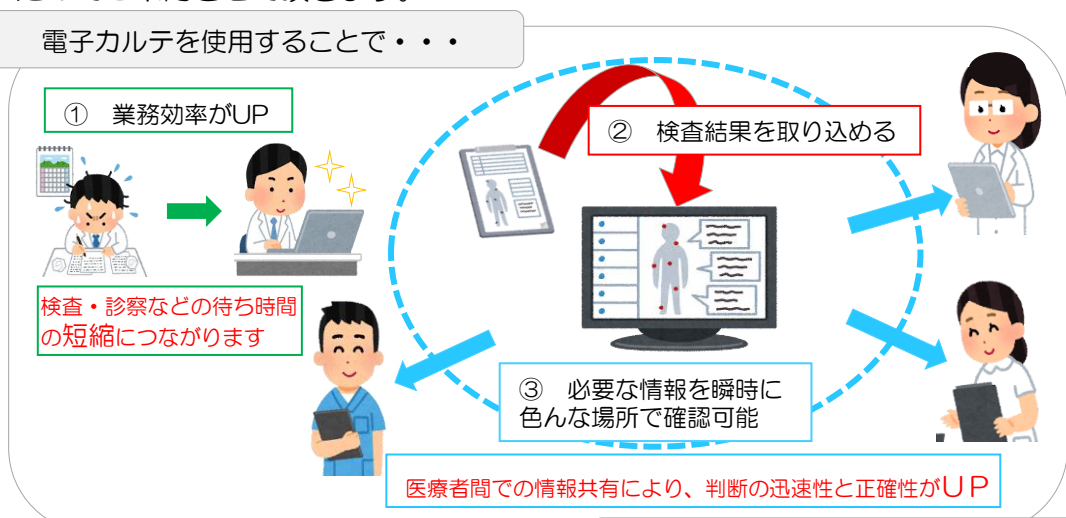 電子カルテを使用することで・・・
① 業務効率がUP
② 検査結果を取り込める
検査・診察などの待ち時間
の短縮につながります
③ 必要な情報を瞬時に
色んな場所で確認可能
医療者間での情報共有により、判断の迅速性と正確性がUP